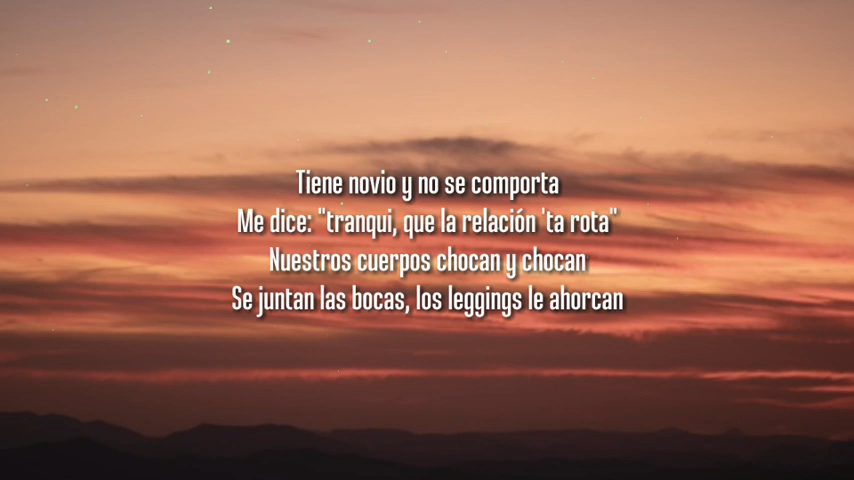 Tiene novio y no se comporta
Me dice: "tranqui, que la relación 'ta rota"
Nuestros cuerpos chocan y chocan
Se juntan las bocas, los leggings le ahorcan